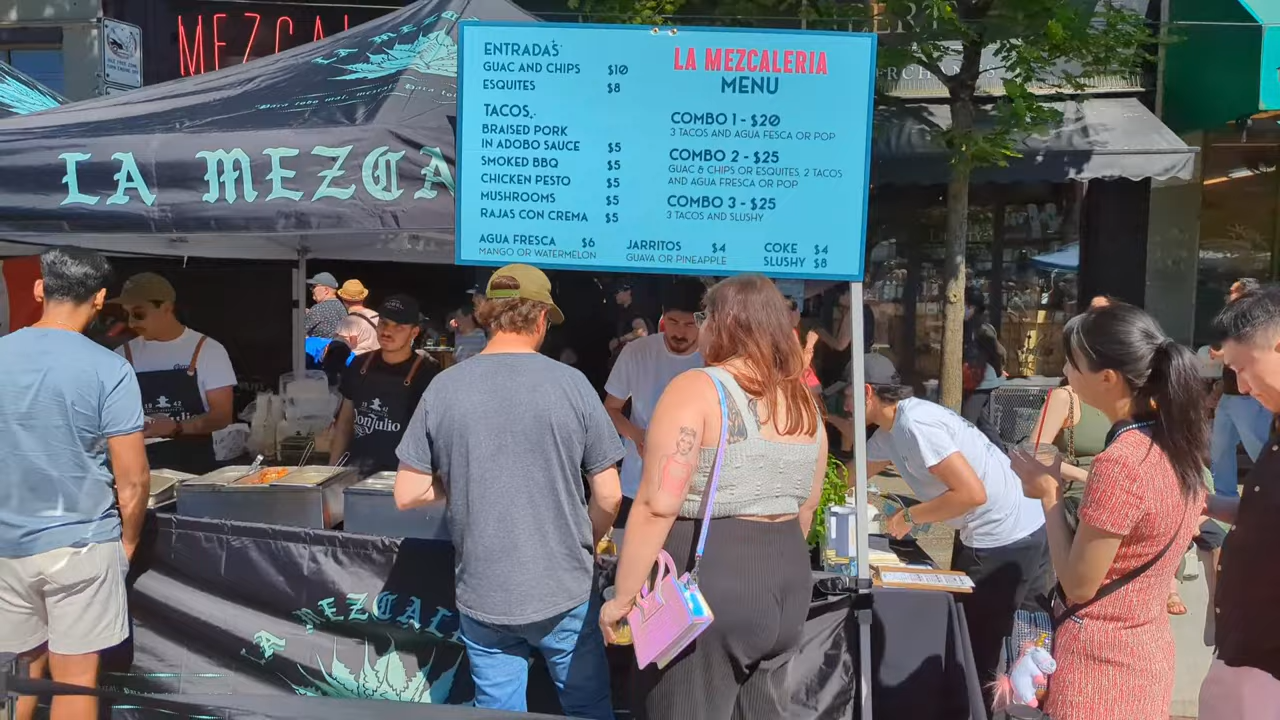 MEZCAL
LA MEZCA
ENTRADAS
GUAC AND CHIPS $10
ESQUITES $8
TACOS
BRAISED PORK
IN ADOBO SAUCE $5
SMOKED BBQ $5
CHICKEN PESTO $5
MUSHROOMS $5
RAJAS CON CREMA $5
LA MEZCALERIA
MENU
COMBO 1 - $20
3 TACOS AND AGUA FESCA OR POP
COMBO 2 - $25
GUAC & CHIPS OR ESQUITES, 2 TACOS
AND AGUA FRESCA OR POP
COMBO 3 - $25
3 TACOS AND SLUSHY
AGUA FRESCA $6
MANGO OR WATERMELON
JARRITOS $4
GUAVA OR PINEAPPLE
COKE $4
SLUSHY $8
19 42
DonJulio
LA MEZCAL